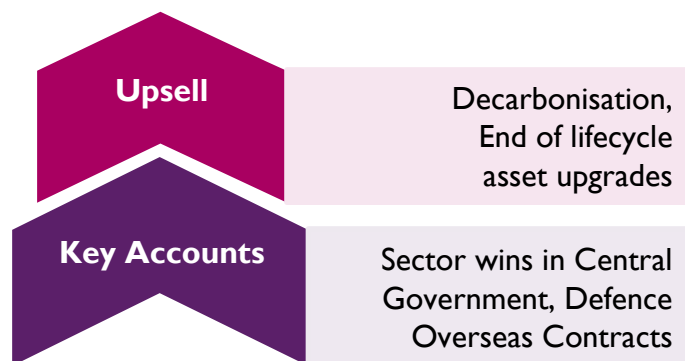 Upsell
Decarbonisation,
End of lifecycle
asset upgrades
Key Accounts
Sector wins in Central
Government, Defence
Overseas Contracts